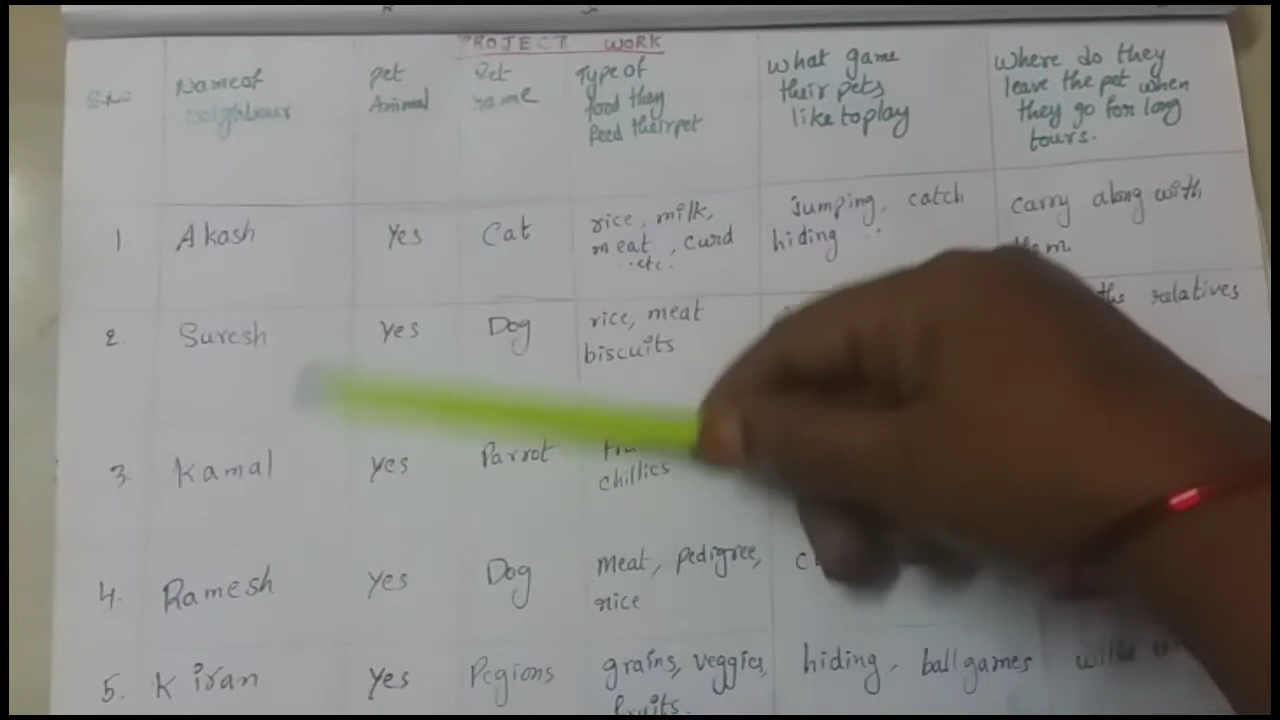 PROJECT WORK
S.No
Name of
neighbour
Pet
Animal
Pet
name
Type of
food they
feed their pet
What game
their pets
like to play
Where do they
leave the pet when
they go for long
tours.
1
Akash
Yes
Cat
rice, milk,
meat, curd
..etc.
Jumping, catch
hiding ...
carry along with
them
2.
Suresh
Yes
Dog
rice, meat
biscuits
the relatives
3.
Kamal
Yes
Parrot
chillies
4.
Ramesh
Yes
Dog
Meat, pedigree,
rice
5.
Kiran
Yes
Pegions
grains, veggies,
fruits.
hiding, ball games